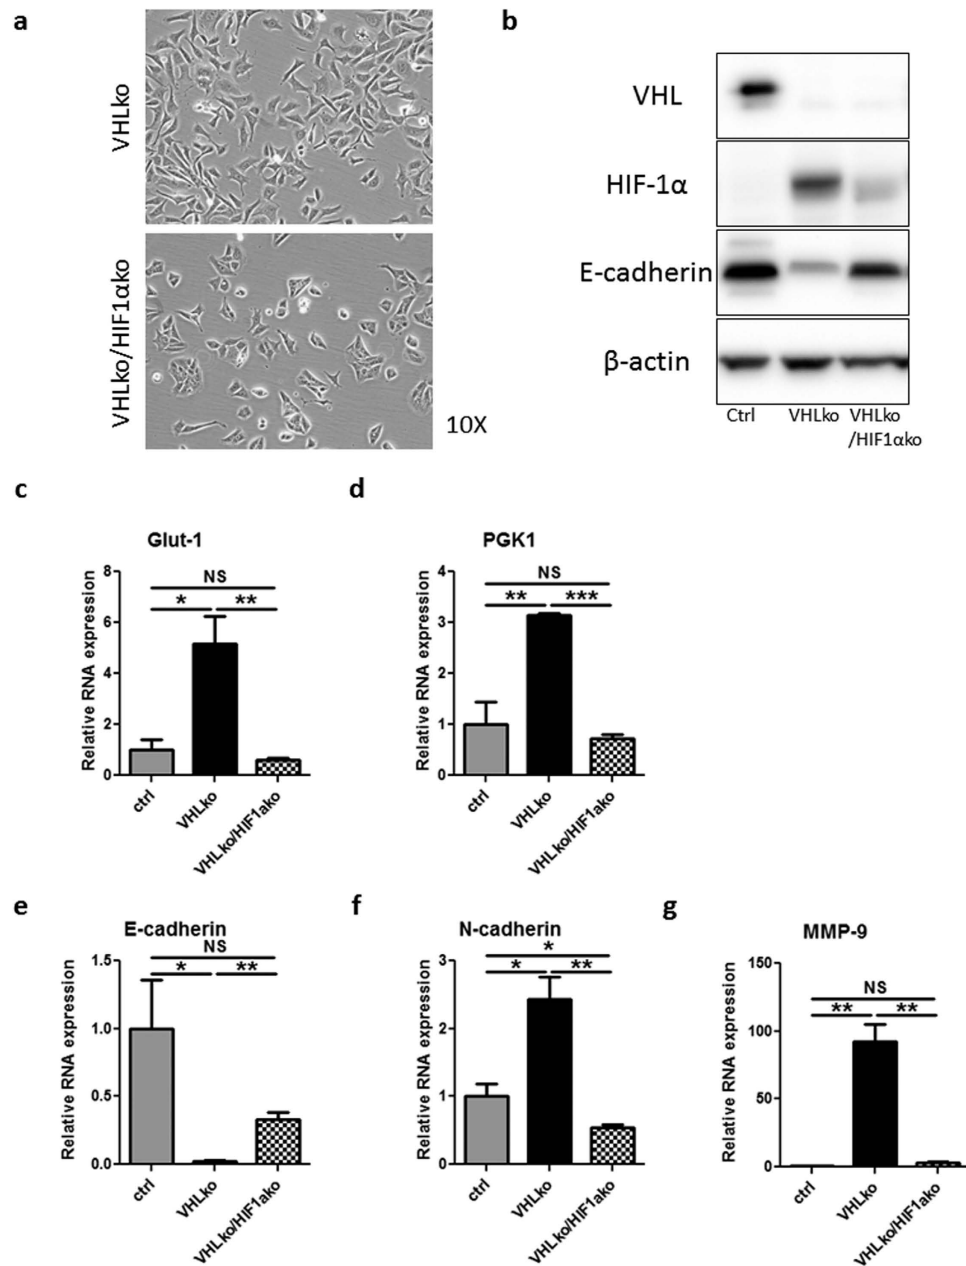 a
VHLko
VHLko/HIF1αko
10X
b
VHL
HIF-1α
E-cadherin
β-actin
Ctrl VHLko VHLko
/HIF1αko
c
Glut-1
Relative RNA expression
8
6
4
2
0
NS
* **
ctrl
VHLko
VHLko/HIF1ako
d
PGK1
Relative RNA expression
4
3
2
1
0
NS
** ***
ctrl
VHLko
VHLko/HIF1ako
e
E-cadherin
Relative RNA expression
1.5
1.0
0.5
0.0
NS
* **
ctrl
VHLko
VHLko/HIF1ako
f
N-cadherin
Relative RNA expression
3
2
1
0
*
* **
ctrl
VHLko
VHLko/HIF1ako
g
MMP-9
Relative RNA expression
150
100
50
0
NS
** **
ctrl
VHLko
VHLko/HIF1ako